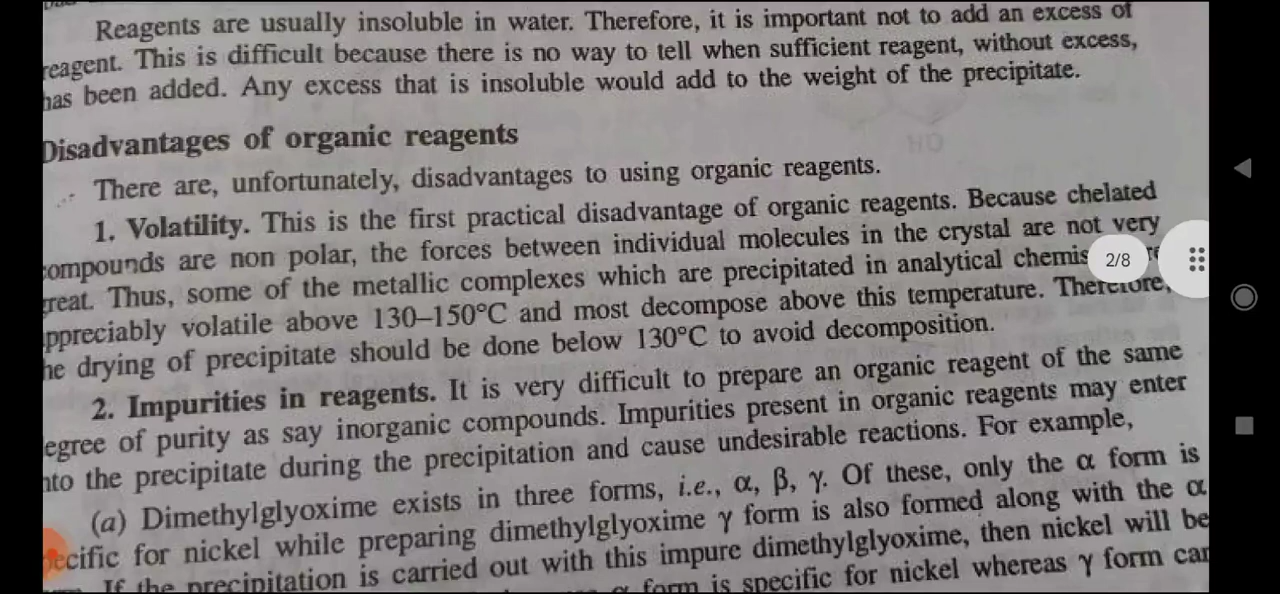 Reagents are usually insoluble in water. Therefore, it is important not to add an excess of
reagent. This is difficult because there is no way to tell when sufficient reagent, without excess,
has been added. Any excess that is insoluble would add to the weight of the precipitate.
Disadvantages of organic reagents
There are, unfortunately, disadvantages to using organic reagents.
1. Volatility. This is the first practical disadvantage of organic reagents. Because chelated
compounds are non polar, the forces between individual molecules in the crystal are not very
great. Thus, some of the metallic complexes which are precipitated in analytical chemis
2/8
ppreciably volatile above 130–150°C and most decompose above this temperature. Therefore,
he drying of precipitate should be done below 130°C to avoid decomposition.
2. Impurities in reagents. It is very difficult to prepare an organic reagent of the same
egree of purity as say inorganic compounds. Impurities present in organic reagents may enter
nto the precipitate during the precipitation and cause undesirable reactions. For example,
(a) Dimethylglyoxime exists in three forms, i.e., α, β, γ. Of these, only the α form is
pecific for nickel while preparing dimethylglyoxime γ form is also formed along with the α
If the precipitation is carried out with this impure dimethylglyoxime, then nickel will be
α form is specific for nickel whereas γ form can